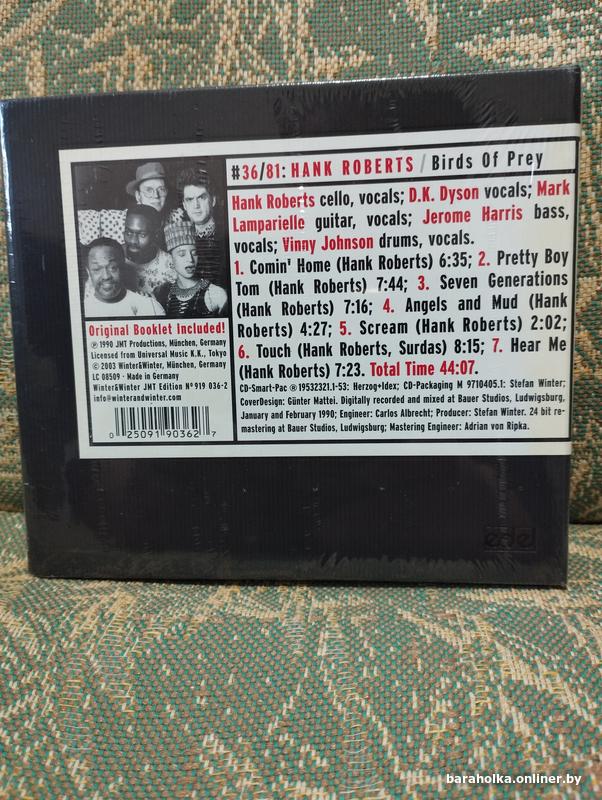 #36/81: HANK ROBERTS / Birds Of Prey
Hank Roberts cello, vocals; D.K. Dyson vocals; Mark
Lamparielle guitar, vocals; Jerome Harris bass,
vocals; Vinny Johnson drums, vocals.
1. Comin' Home (Hank Roberts) 6:35; 2. Pretty Boy
Tom (Hank Roberts) 7:44; 3. Seven Generations
(Hank Roberts) 7:16; 4. Angels and Mud (Hank
Roberts) 4:27; 5. Scream (Hank Roberts) 2:02;
6. Touch (Hank Roberts, Surdas) 8:15; 7. Hear Me
(Hank Roberts) 7:23. Total Time 44:07.
CD-Smart-Pac ® 19532321.1-53: Herzog+Idex; CD-Packaging M 9710405.1: Stefan Winter;
CoverDesign: Günter Mattei. Digitally recorded and mixed at Bauer Studios, Ludwigsburg,
January and February 1990; Engineer: Carlos Albrecht; Producer: Stefan Winter. 24 bit re-
mastering at Bauer Studios, Ludwigsburg; Mastering Engineer: Adrian von Ripka.
Original Booklet Included!
℗ 1990 JMT Productions, München, Germany
Licensed from Universal Music K.K., Tokyo
© 2003 Winter&Winter, München, Germany
LC 08509 · Made in Germany
Winter&Winter JMT Edition Nº 919 036-2
info@winterandwinter.com
0 25091 90362 7
edel
baraholka.onliner.by